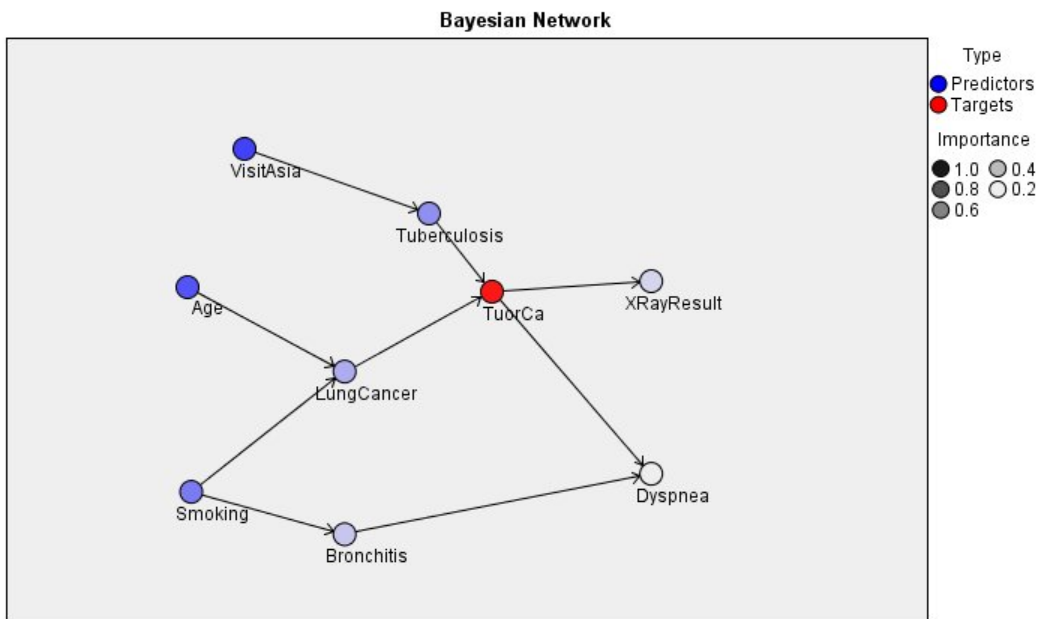 Bayesian Network
Type
Predictors
Targets
Importance
1.0 0.4
0.8 0.2
0.6
VisitAsia
Tuberculosis
Age
TuorCa
XRayResult
LungCancer
Smoking
Dyspnea
Bronchitis